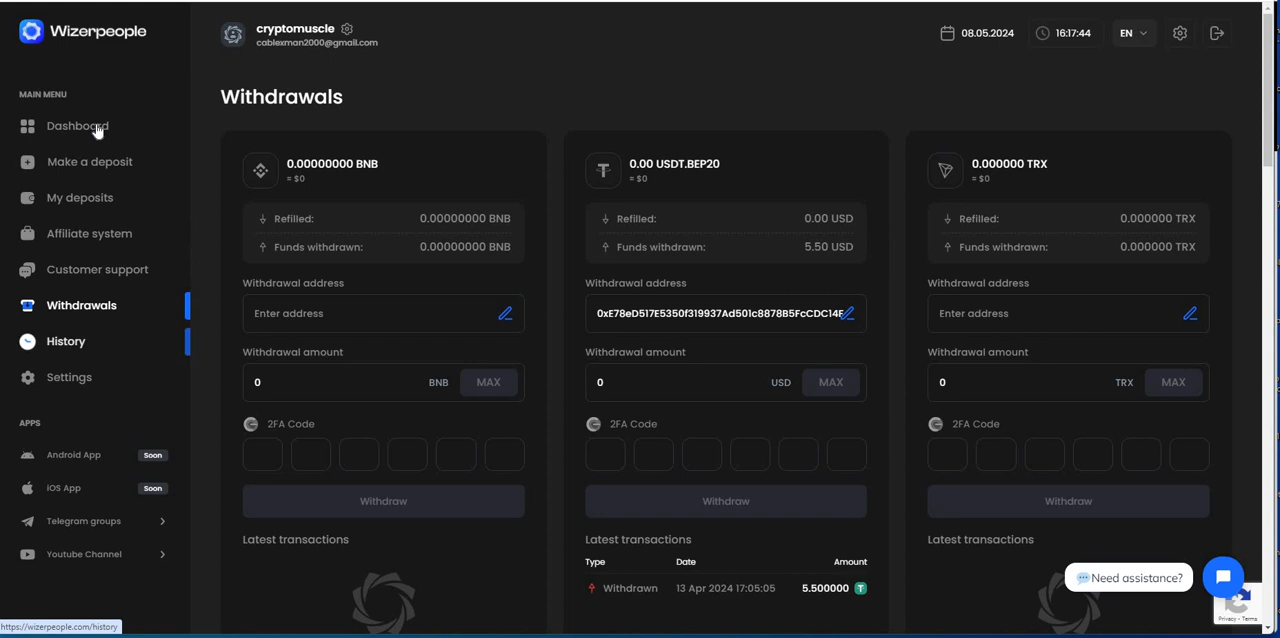 Wizerpeople
cryptomuscle
cablexman2000@gmail.com
08.05.2024
16:17:44
EN
MAIN MENU
Dashboard
Make a deposit
My deposits
Affiliate system
Customer support
Withdrawals
History
Settings
APPS
Android App Soon
iOS App Soon
Telegram groups
Youtube Channel
https://wizerpeople.com/history
Withdrawals
0.00000000 BNB
≈ $0
Refilled: 0.00000000 BNB
Funds withdrawn: 0.00000000 BNB
Withdrawal address
Enter address
Withdrawal amount
0 BNB MAX
2FA Code
Withdraw
Latest transactions
0.00 USDT.BEP20
≈ $0
Refilled: 0.00 USD
Funds withdrawn: 5.50 USD
Withdrawal address
0xE78eD517E5350f319937Ad501c8878B5FcCDC14F
Withdrawal amount
0 USD MAX
2FA Code
Withdraw
Latest transactions
Type Date Amount
Withdrawn 13 Apr 2024 17:05:05 5.500000
0.000000 TRX
≈ $0
Refilled: 0.000000 TRX
Funds withdrawn: 0.000000 TRX
Withdrawal address
Enter address
Withdrawal amount
0 TRX MAX
2FA Code
Withdraw
Latest transactions
Need assistance?
Privacy - Terms